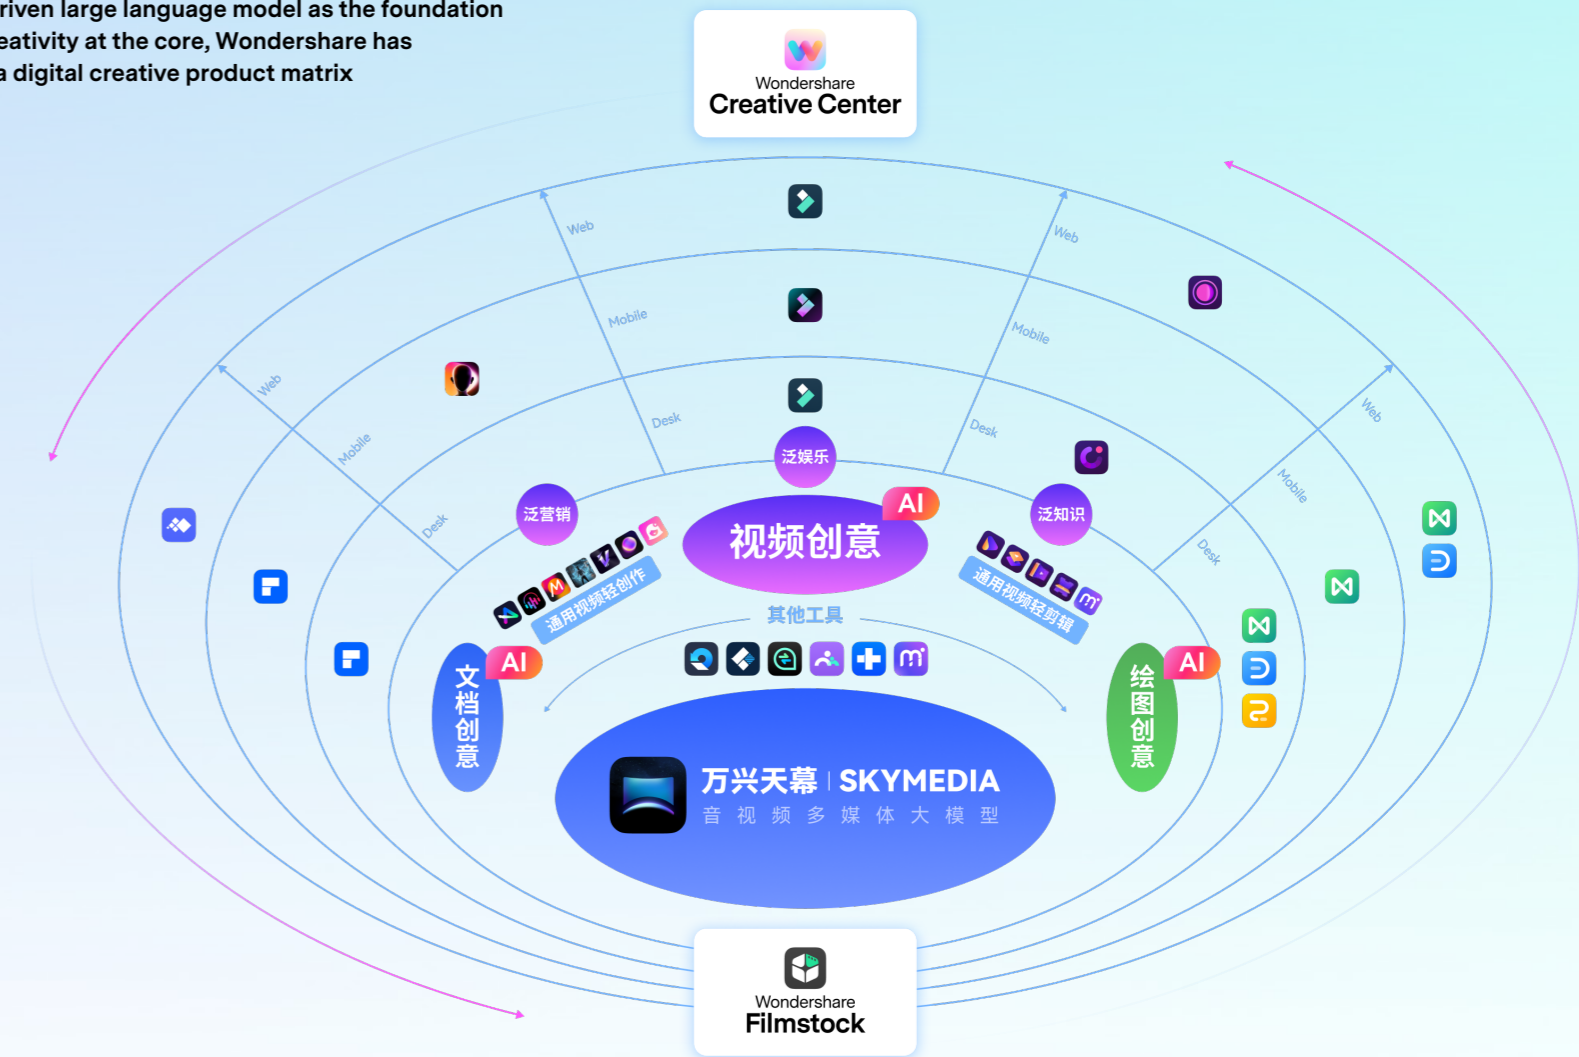 riven large language model as the foundation
eativity at the core, Wondershare has
a digital creative product matrix
Wondershare
Creative Center
Web
Web
Mobile
Mobile
Web
Web
Desk
Desk
Mobile
Mobile
Desk
Desk
泛娱乐
泛营销
泛知识
AI
视频创意
通用视频轻创作
通用视频轻剪辑
其他工具
AI
文档创意
AI
绘图创意
万兴天幕 | SKYMEDIA
音视频多媒体大模型
Wondershare
Filmstock